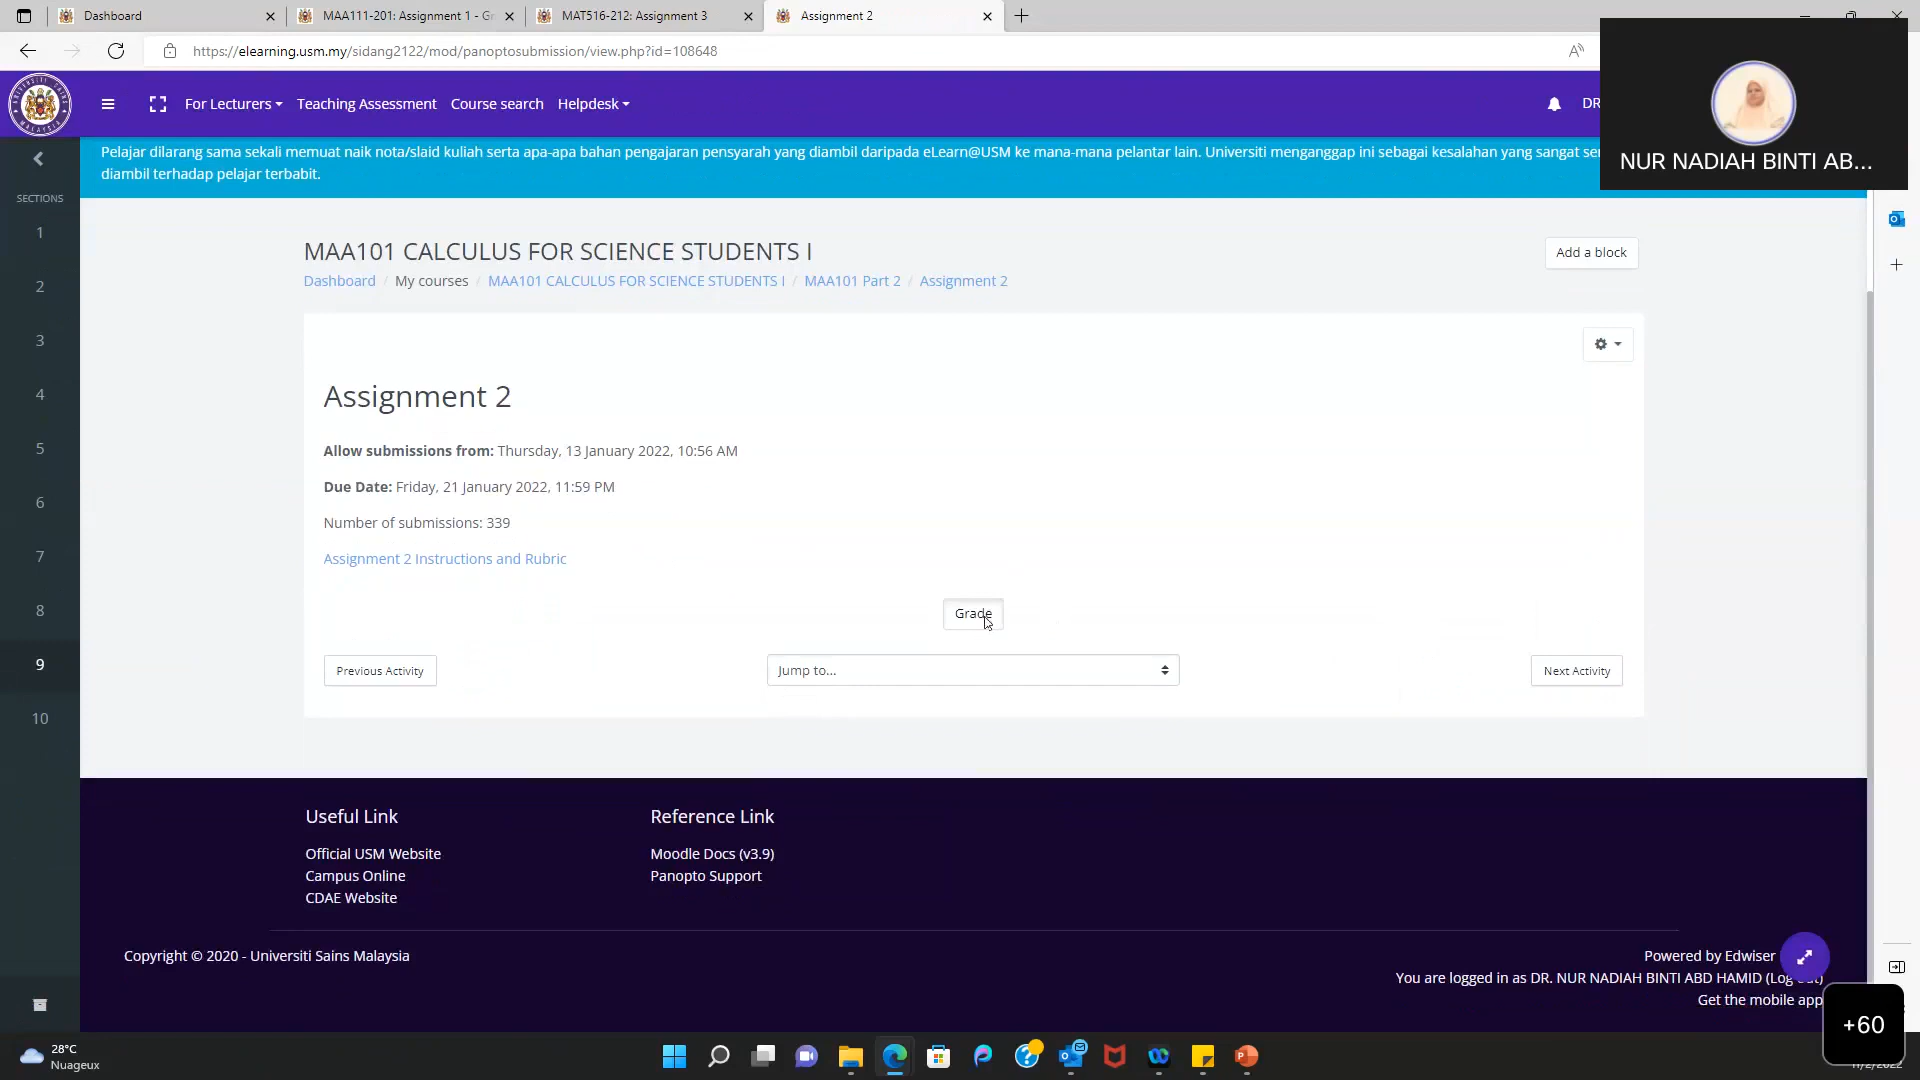 Dashboard
MAA111-201: Assignment 1 - Gr
MAT516-212: Assignment 3
Assignment 2
https://elearning.usm.my/sidang2122/mod/panoptosubmission/view.php?id=108648
For Lecturers
Teaching Assessment
Course search
Helpdesk
DR
NUR NADIAH BINTI AB...
Pelajar dilarang sama sekali memuat naik nota/slaid kuliah serta apa-apa bahan pengajaran pensyarah yang diambil daripada eLearn@USM ke mana-mana pelantar lain. Universiti menganggap ini sebagai kesalahan yang sangat se
diambil terhadap pelajar terbabit.
SECTIONS
1
2
3
4
5
6
7
8
9
10
MAA101 CALCULUS FOR SCIENCE STUDENTS I
Add a block
Dashboard / My courses / MAA101 CALCULUS FOR SCIENCE STUDENTS I / MAA101 Part 2 / Assignment 2
Assignment 2
Allow submissions from: Thursday, 13 January 2022, 10:56 AM
Due Date: Friday, 21 January 2022, 11:59 PM
Number of submissions: 339
Assignment 2 Instructions and Rubric
Grade
Previous Activity
Jump to...
Next Activity
Useful Link
Official USM Website
Campus Online
CDAE Website
Reference Link
Moodle Docs (v3.9)
Panopto Support
Copyright © 2020 - Universiti Sains Malaysia
Powered by Edwiser
You are logged in as DR. NUR NADIAH BINTI ABD HAMID (Log
Get the mobile app
+60
28°C
Nuageux